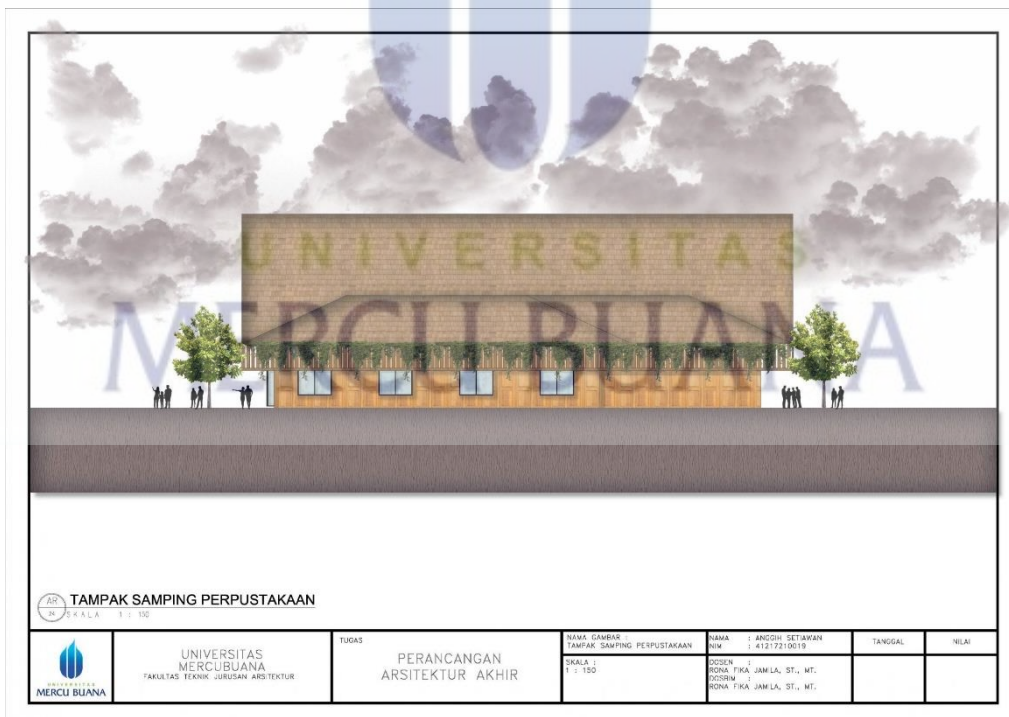 UNIVERSITAS
MERCU BUANA
AR
24
TAMPAK SAMPING PERPUSTAKAAN
SKALA 1 : 150
UNIVERSITAS
MERCU BUANA
UNIVERSITAS
MERCUBUANA
FAKULTAS TEKNIK JURUSAN ARSITEKTUR
TUGAS
PERANCANGAN
ARSITEKTUR AKHIR
NAMA GAMBAR :
TAMPAK SAMPING PERPUSTAKAAN
SKALA :
1 : 150
NAMA : ANGGIH SETIAWAN
NIM : 41217210019
DOSEN :
RONA FIKA JAMILA, ST., MT.
DOSBIM :
RONA FIKA JAMILA, ST., MT.
TANGGAL
NILAI